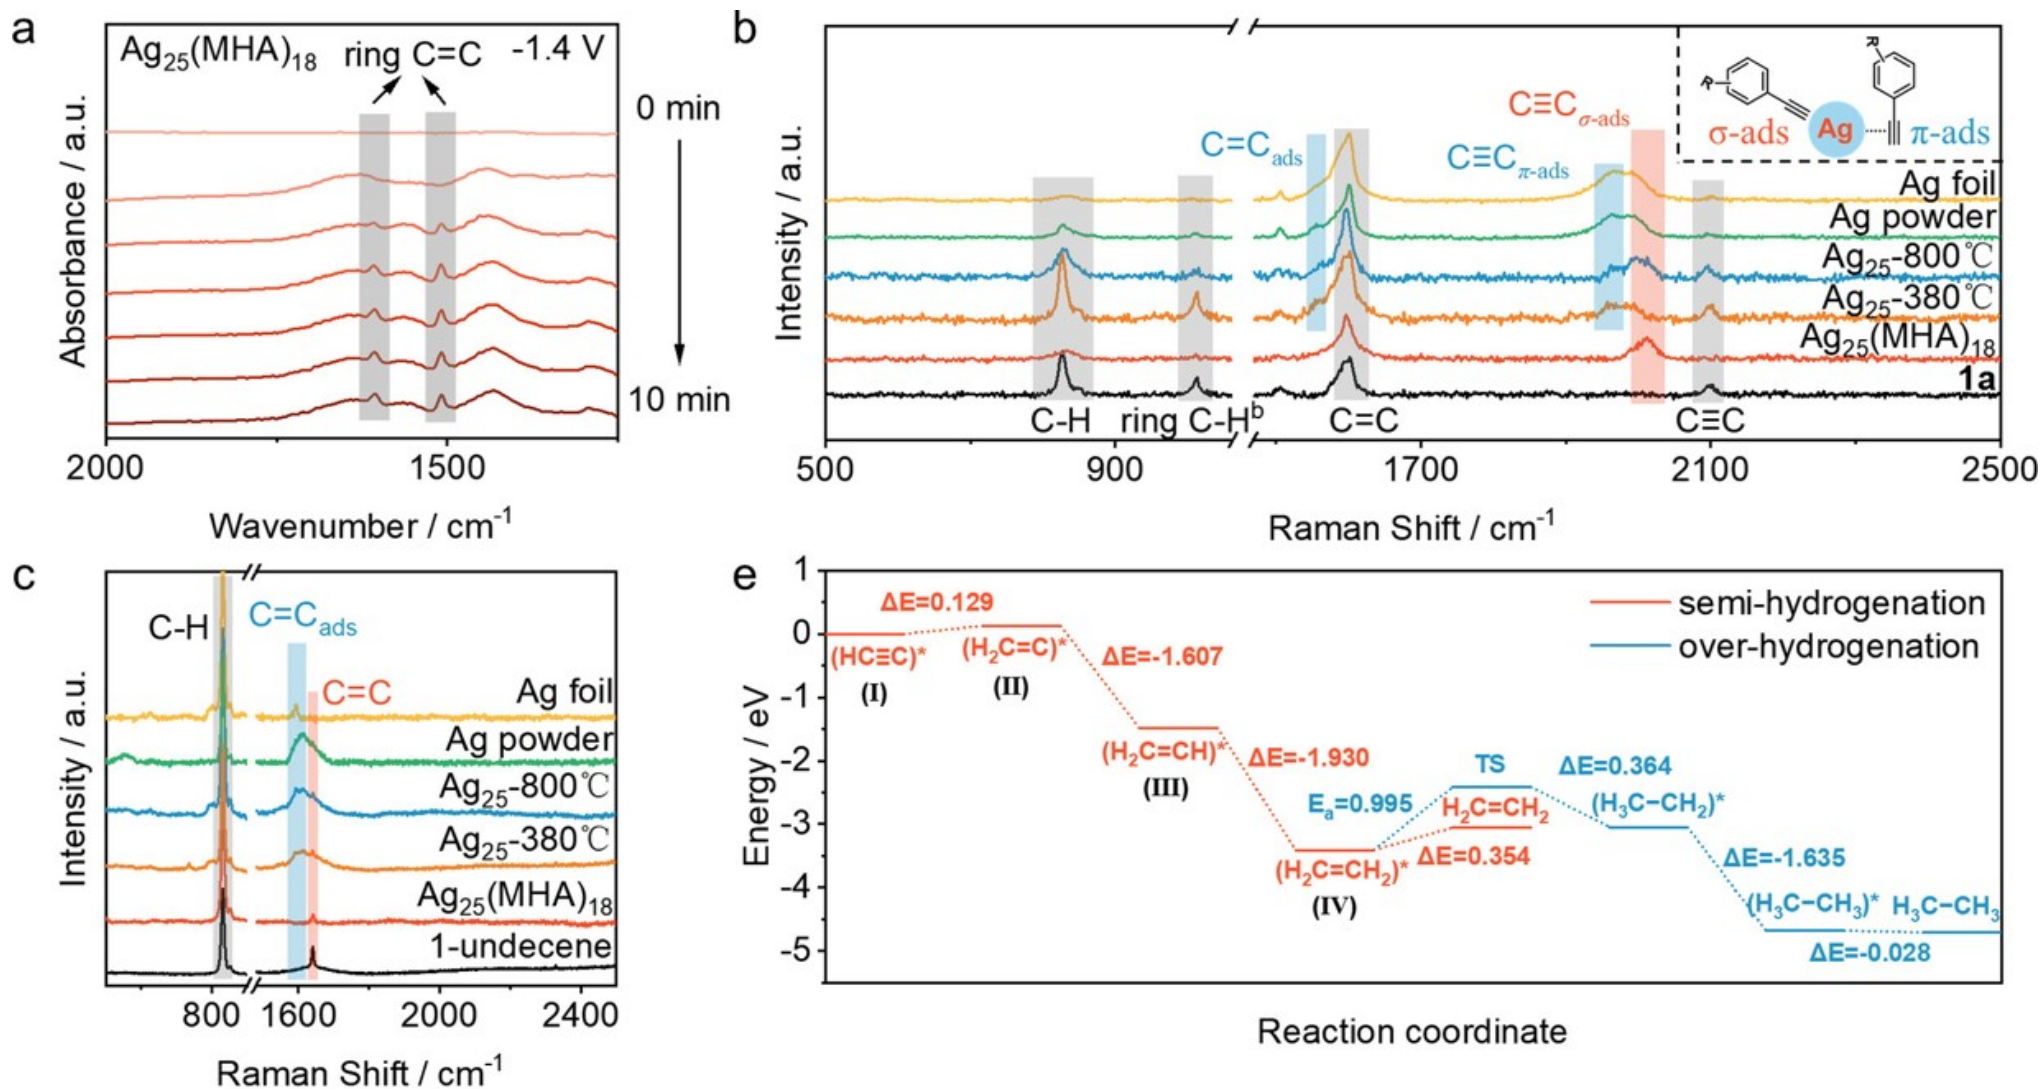 a
Ag25(MHA)18 ring C=C -1.4 V
0 min
10 min
Absorbance / a.u.
2000 1500
Wavenumber / cm-1
b
R R
σ-ads Ag π-ads
C≡Cσ-ads
C=Cads
C≡Cπ-ads
Ag foil
Ag powder
Ag25-800℃
Ag25-380℃
Ag25(MHA)18
1a
C-H ring C-Hb C=C C≡C
Intensity / a.u.
500 900 1700 2100 2500
Raman Shift / cm-1
c
C-H C=Cads
C=C
Ag foil
Ag powder
Ag25-800℃
Ag25-380℃
Ag25(MHA)18
1-undecene
Intensity / a.u.
800 1600 2000 2400
Raman Shift / cm-1
e
1
0
-1
-2
-3
-4
-5
Energy / eV
semi-hydrogenation
over-hydrogenation
ΔE=0.129
(HC≡C)*
(I)
(H2C=C)*
(II)
ΔE=-1.607
(H2C=CH)*
(III)
ΔE=-1.930
(H2C=CH2)*
(IV)
Ea=0.995
TS
H2C=CH2
ΔE=0.354
ΔE=0.364
(H3C−CH2)*
ΔE=-1.635
(H3C−CH3)* H3C−CH3
ΔE=-0.028
Reaction coordinate